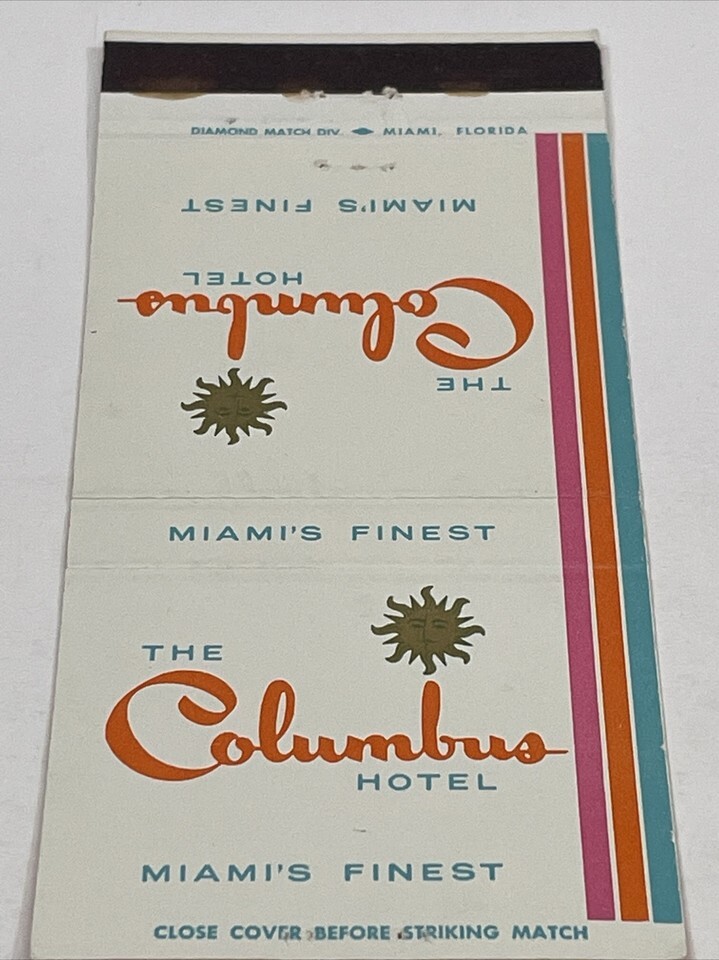 DIAMOND MATCH DIV. MIAMI, FLORIDA
MIAMI'S FINEST
THE
Columbus
HOTEL
MIAMI'S FINEST
THE
Columbus
HOTEL
MIAMI'S FINEST
CLOSE COVER BEFORE STRIKING MATCH